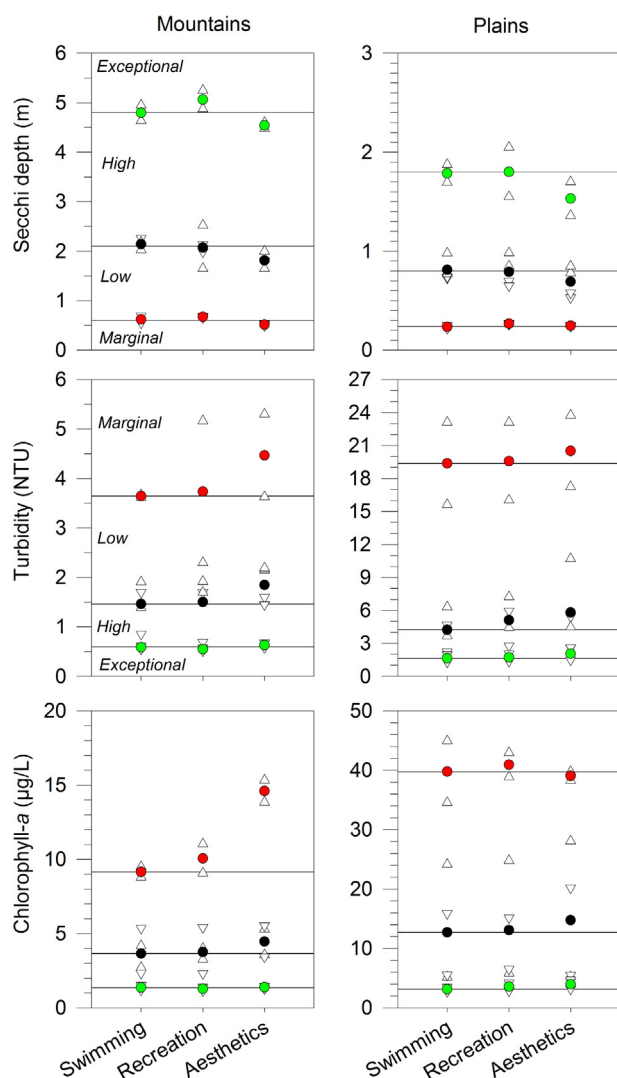 Mountains
Plains
Secchi depth (m)
6
5
4
3
2
1
0
Exceptional
High
Low
Marginal
3
2
1
0
Turbidity (NTU)
6
5
4
3
2
1
0
Marginal
Low
High
Exceptional
27
24
21
18
15
12
9
6
3
0
Chlorophyll-a (µg/L)
20
15
10
5
0
50
40
30
20
10
0
Swimming
Recreation
Aesthetics
Swimming
Recreation
Aesthetics